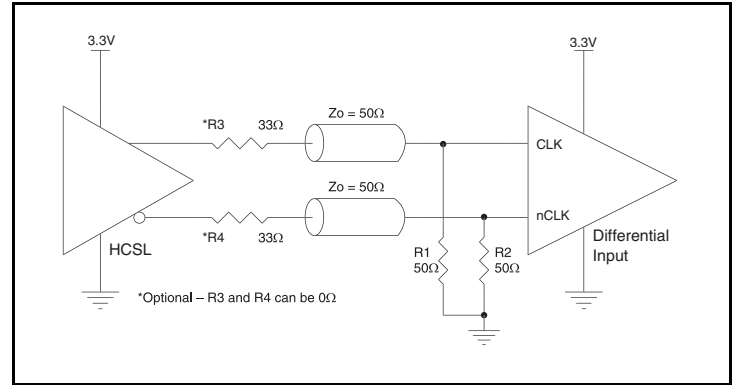 3.3V
3.3V
*R3 33Ω
Zo = 50Ω
CLK
Zo = 50Ω
nCLK
*R4 33Ω
HCSL
R1
50Ω
R2
50Ω
Differential
Input
*Optional – R3 and R4 can be 0Ω